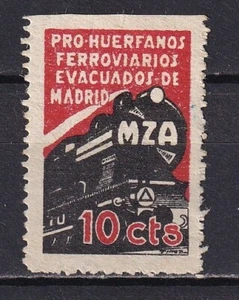 PRO-HUERFANOS
FERROVIARIOS
EVACUADOS-DE
MADRID
MZA
10 cts